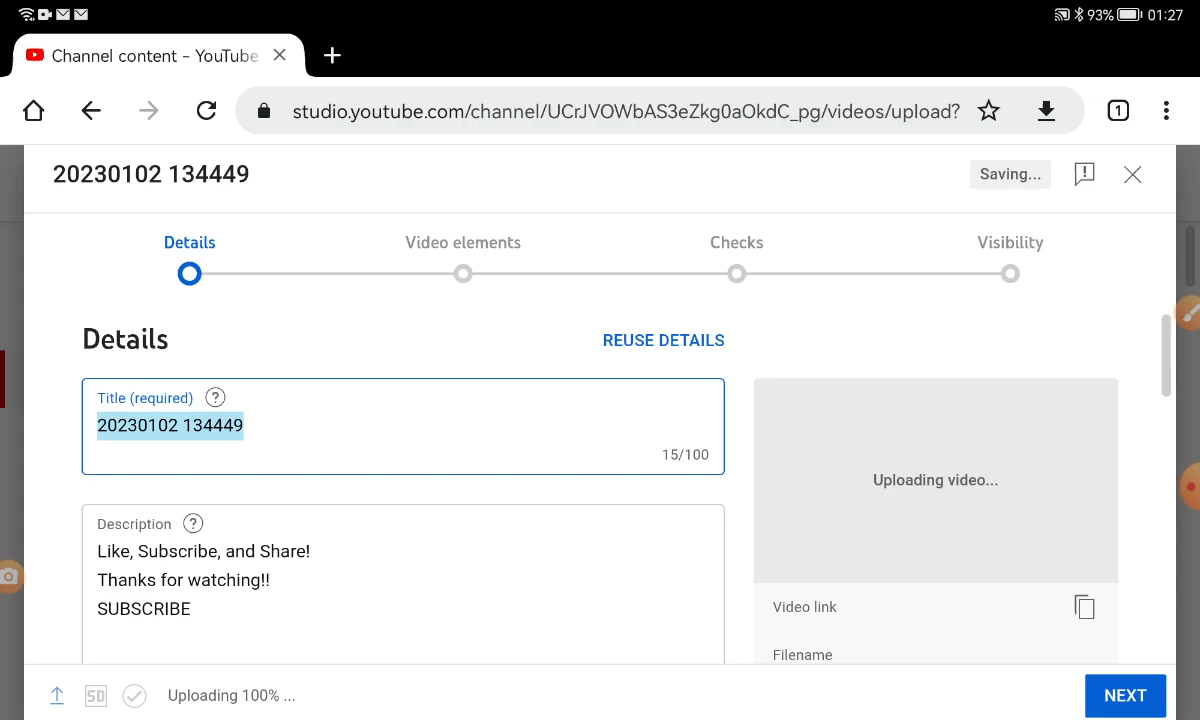 93% 01:27
Channel content - YouTube
studio.youtube.com/channel/UCrJVOWbAS3eZkg0aOkdC_pg/videos/upload?
1
20230102 134449
Saving...
Details
Video elements
Checks
Visibility
Details
REUSE DETAILS
Title (required) ?
20230102 134449
15/100
Description ?
Like, Subscribe, and Share!
Thanks for watching!!
SUBSCRIBE
Uploading video...
Video link
Filename
SD
Uploading 100% ...
NEXT